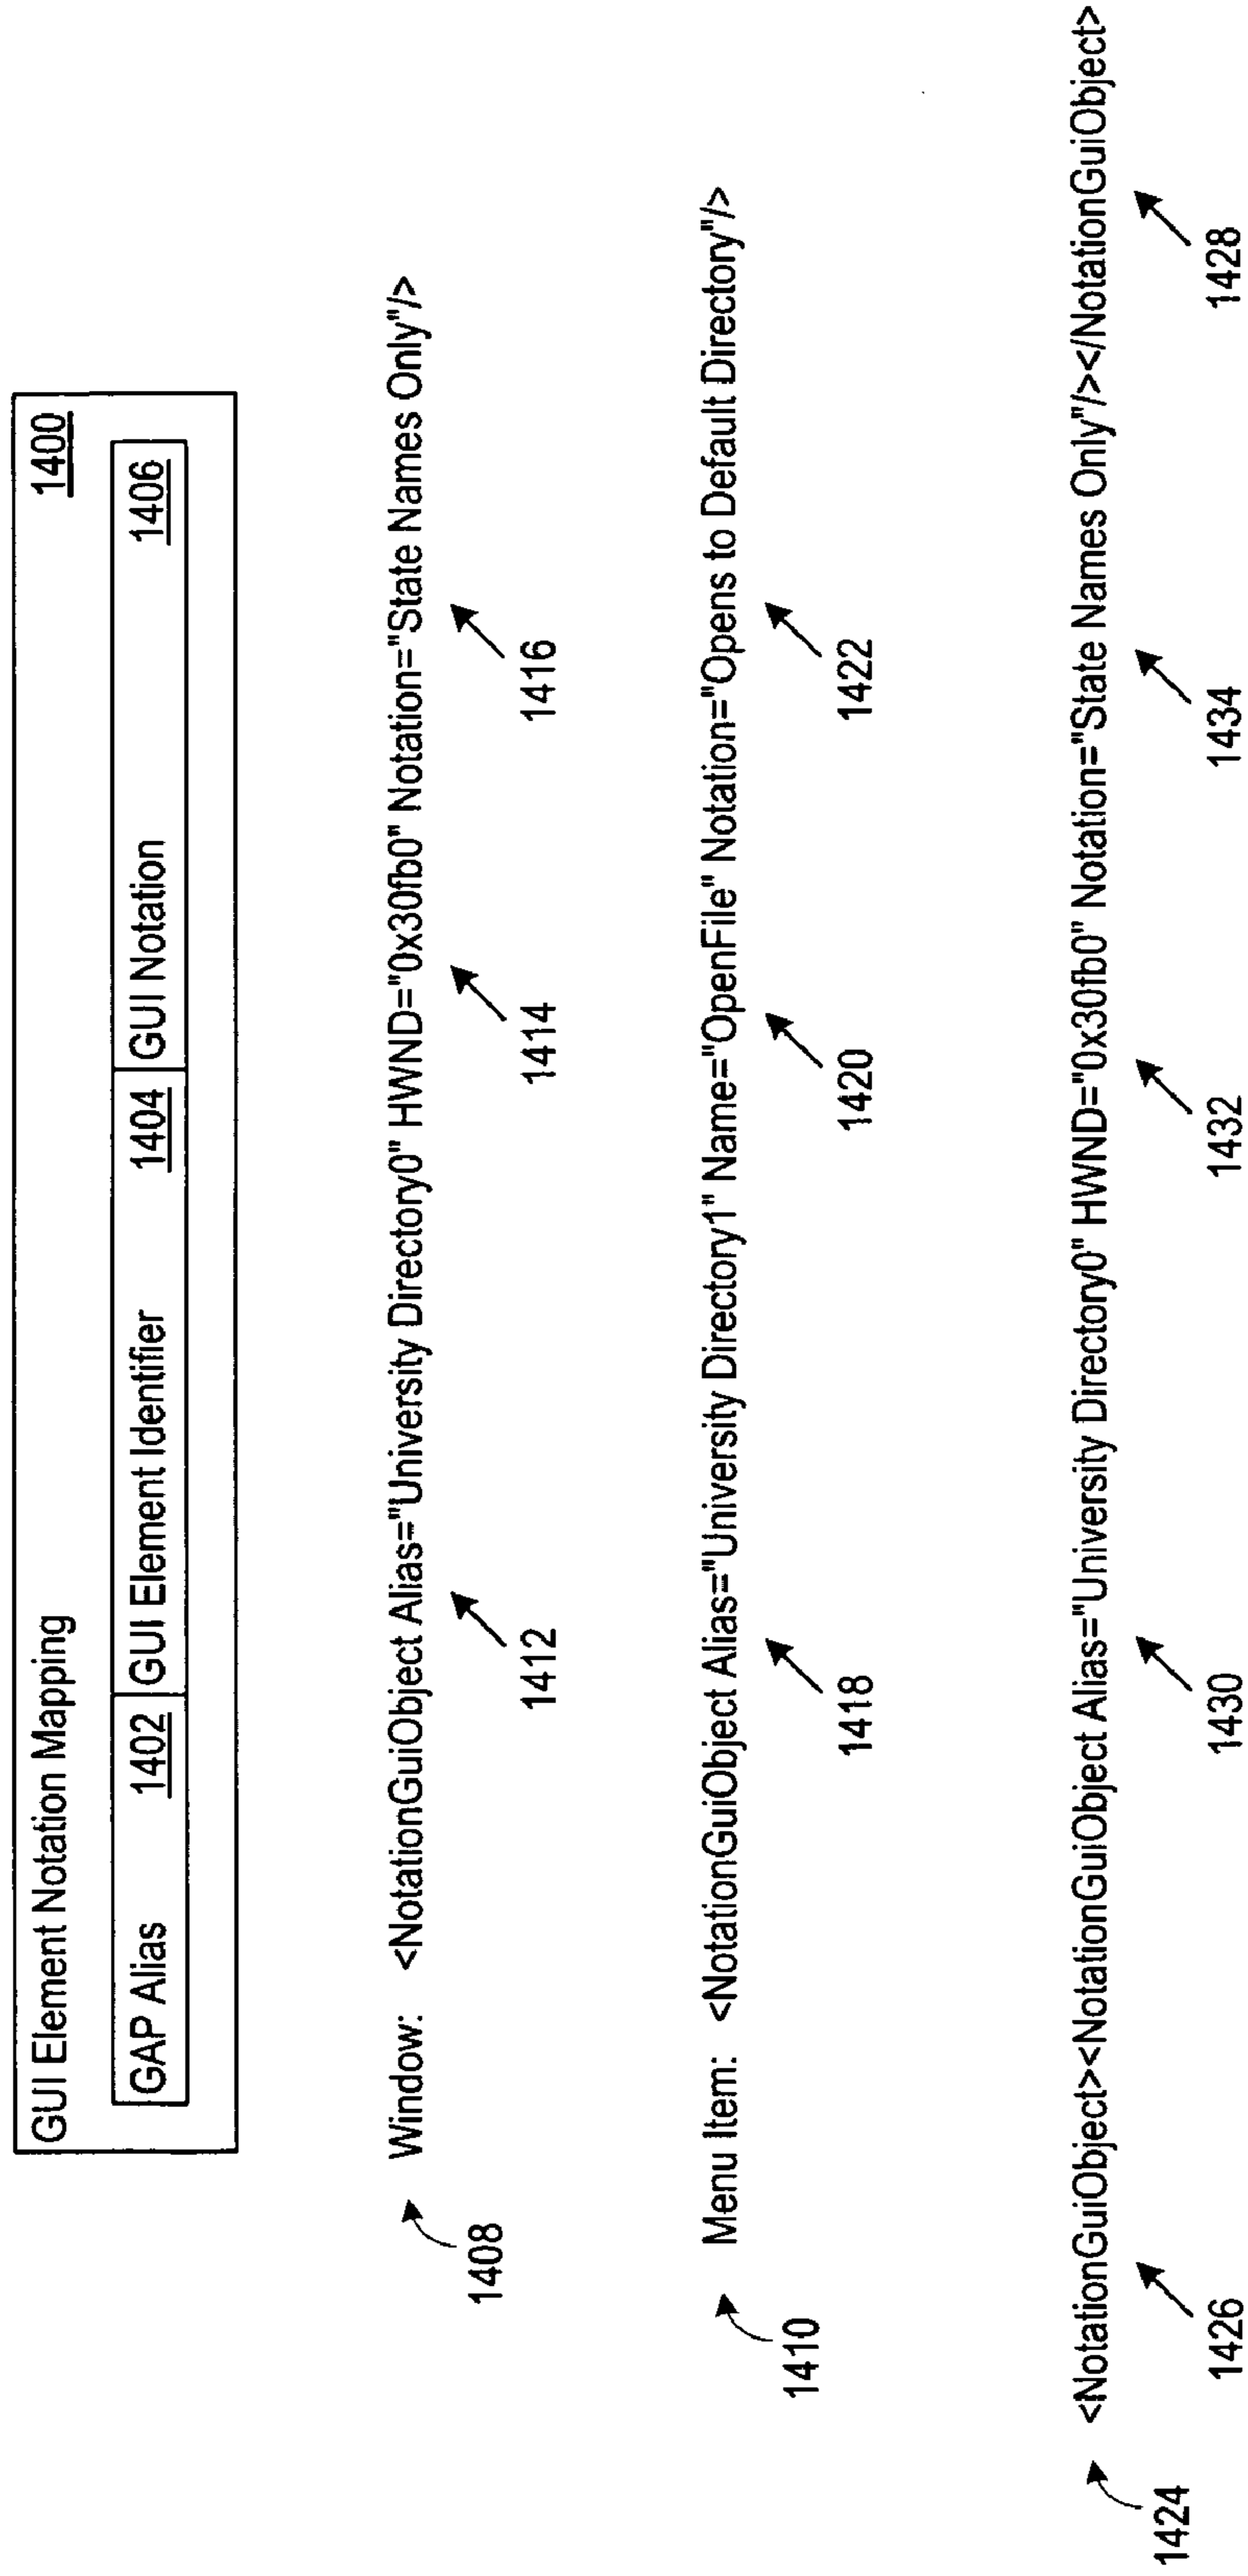 GUI Element Notation Mapping 1400
GAP Alias 1402 GUI Element Identifier 1404 GUI Notation 1406
1408 Window: <NotationGuiObject Alias="University Directory0" HWND="0x30fb0" Notation="State Names Only"/>
1412 1414 1416
1410 Menu Item: <NotationGuiObject Alias="University Directory1" Name="OpenFile" Notation="Opens to Default Directory"/>
1418 1420 1422
1424 <NotationGuiObject><NotationGuiObject Alias="University Directory0" HWND="0x30fb0" Notation="State Names Only"/></NotationGuiObject>
1426 1430 1432 1434 1428